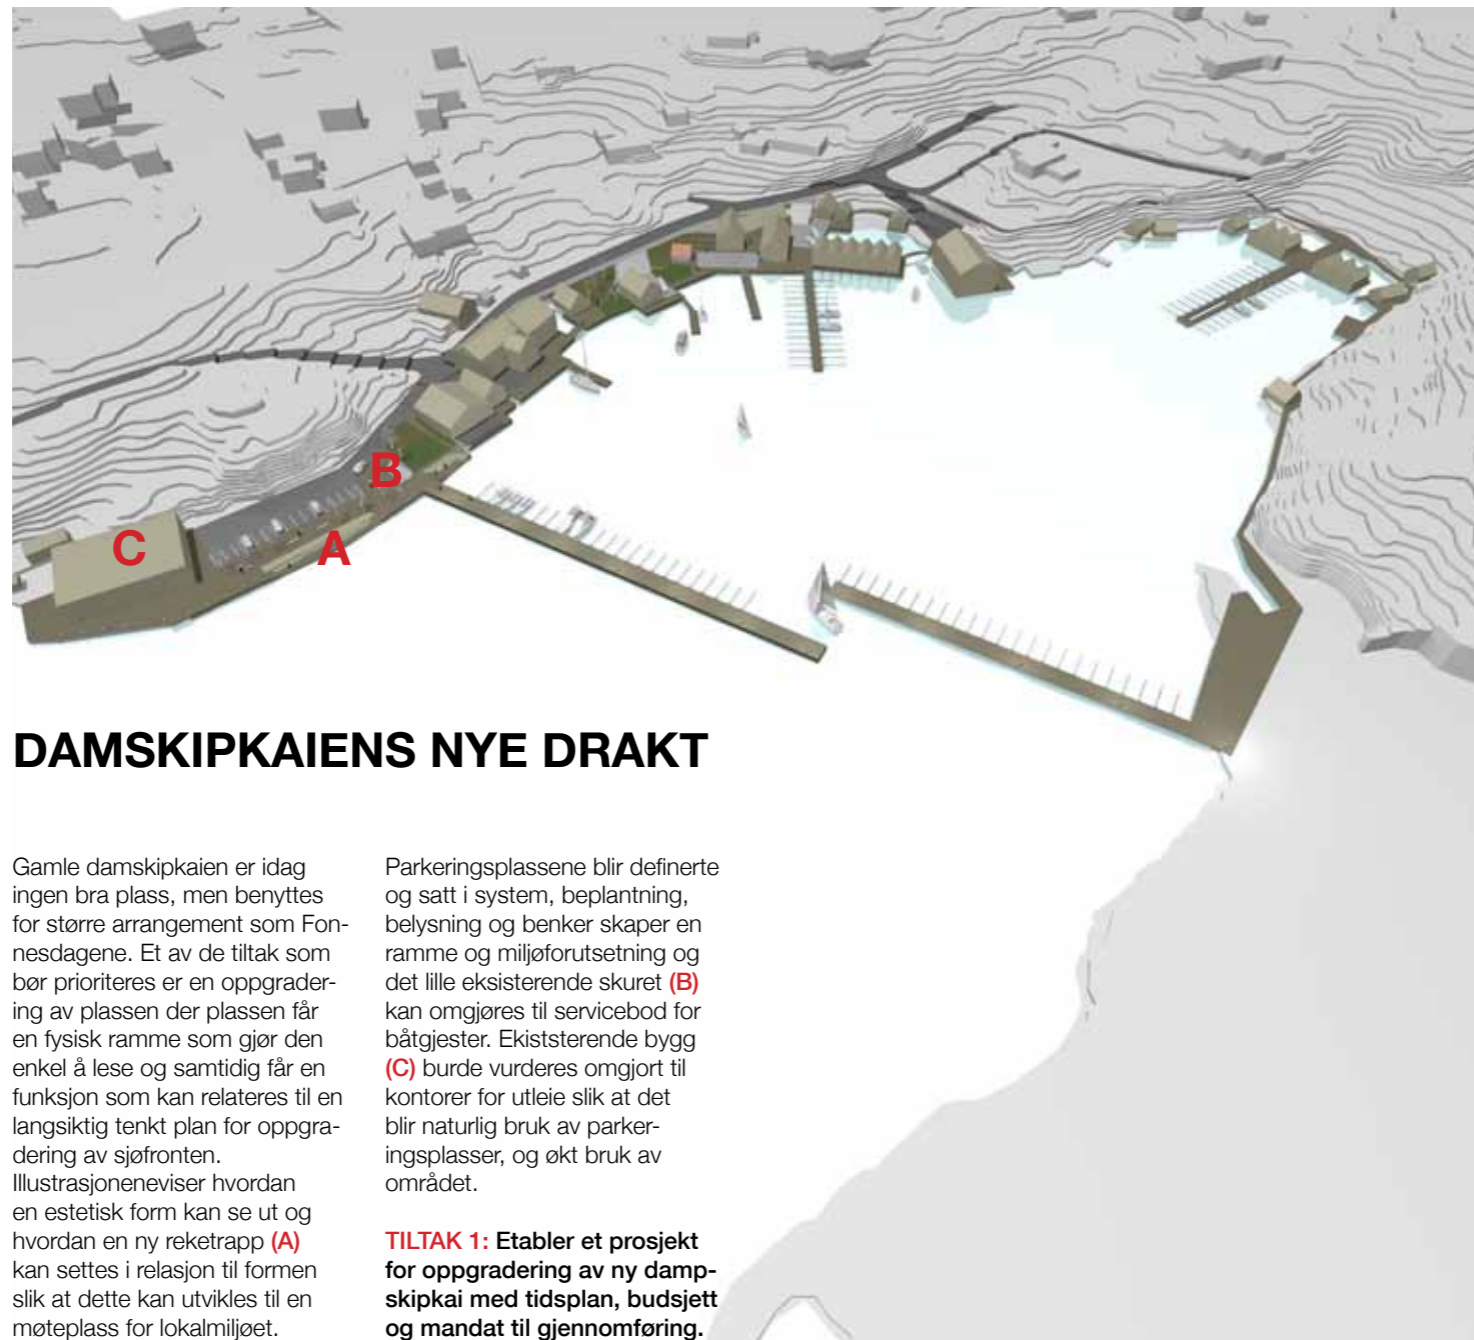 C
B
A
DAMSKIPKAIENS NYE DRAKT
Gamle damskipkaien er idag
ingen bra plass, men benyttes
for større arrangement som Fon-
nesdagene. Et av de tiltak som
bør prioriteres er en oppgrader-
ing av plassen der plassen får
en fysisk ramme som gjør den
enkel å lese og samtidig får en
funksjon som kan relateres til en
langsiktig tenkt plan for oppgra-
dering av sjøfronten.
Illustrasjoneneviser hvordan
en estetisk form kan se ut og
hvordan en ny reketrapp (A)
kan settes i relasjon til formen
slik at dette kan utvikles til en
møteplass for lokalmiljøet.
Parkeringsplassene blir definerte
og satt i system, beplantning,
belysning og benker skaper en
ramme og miljøforutsetning og
det lille eksisterende skuret (B)
kan omgjøres til servicebod for
båtgjester. Ekiststerende bygg
(C) burde vurderes omgjort til
kontorer for utleie slik at det
blir naturlig bruk av parker-
ingsplasser, og økt bruk av
området.
TILTAK 1: Etabler et prosjekt
for oppgradering av ny damp-
skipkai med tidsplan, budsjett
og mandat til gjennomføring.